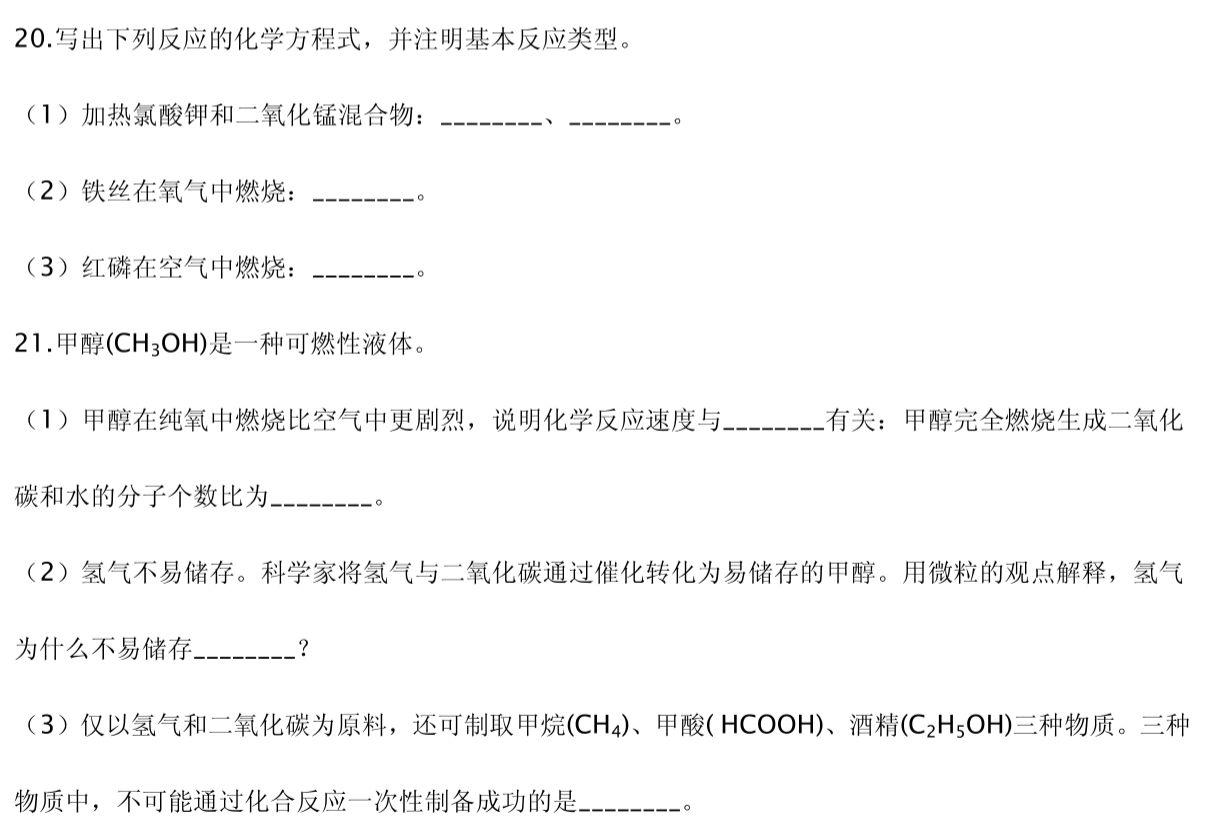 20.写出下列反应的化学方程式，并注明基本反应类型。
（1）加热氯酸钾和二氧化锰混合物：________、________。
（2）铁丝在氧气中燃烧：________。
（3）红磷在空气中燃烧：________。
21.甲醇(CH₃OH)是一种可燃性液体。
（1）甲醇在纯氧中燃烧比空气中更剧烈，说明化学反应速度与________有关：甲醇完全燃烧生成二氧化
碳和水的分子个数比为________。
（2）氢气不易储存。科学家将氢气与二氧化碳通过催化转化为易储存的甲醇。用微粒的观点解释，氢气
为什么不易储存________？
（3）仅以氢气和二氧化碳为原料，还可制取甲烷(CH₄)、甲酸( HCOOH)、酒精(C₂H₅OH)三种物质。三种
物质中，不可能通过化合反应一次性制备成功的是________。